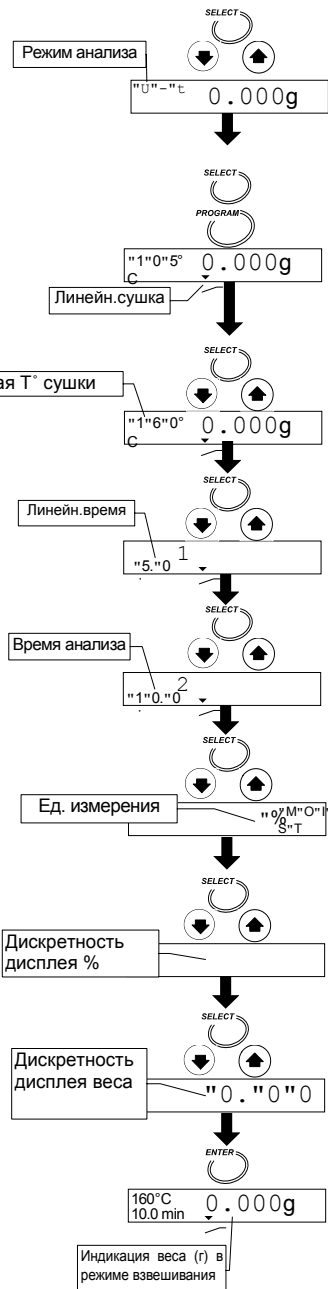 SELECT
Режим анализа
"U"-"t 0.000g
SELECT
PROGRAM
"1"0"5° 0.000g
C
Линейн.сушка
SELECT
ая Т° сушки
"1"6"0° 0.000g
C
SELECT
Линейн.время
1
"5."0
SELECT
Время анализа
2
"1"0."0
SELECT
Ед. измерения
"%"M"O"I"
S"T
SELECT
Дискретность
дисплея %
SELECT
Дискретность
дисплея веса
"0."0"0
ENTER
160°C 0.000g
10.0 min
Индикация веса (г) в
режиме взвешивания